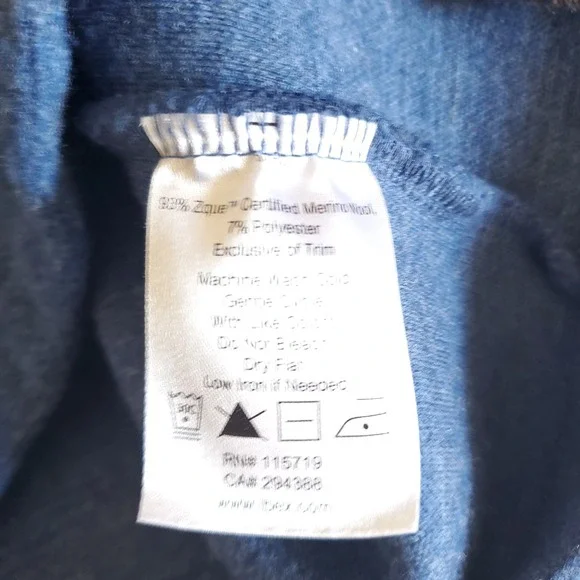 93% Zque™ Certified Merino Wool
7% Polyester
Exclusive of Trim
Machine Wash Cold
Gentle Cycle
With Like Colors
Do Not Bleach
Dry Flat
Low Iron if Needed
RN# 115719
CA# 294388
www.ibex.com